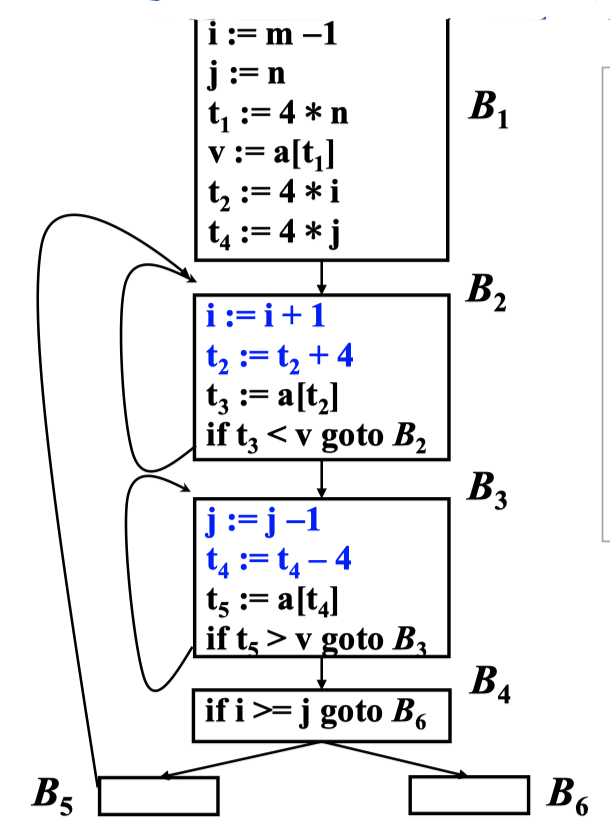 i := m –1
j := n
t₁ := 4 * n
v := a[t₁]
t₂ := 4 * i
t₄ := 4 * j
B₁
B₂
i := i + 1
t₂ := t₂ + 4
t₃ := a[t₂]
if t₃ < v goto B₂
B₃
j := j –1
t₄ := t₄ – 4
t₅ := a[t₄]
if t₅ > v goto B₃
B₄
if i >= j goto B₆
B₅
B₆